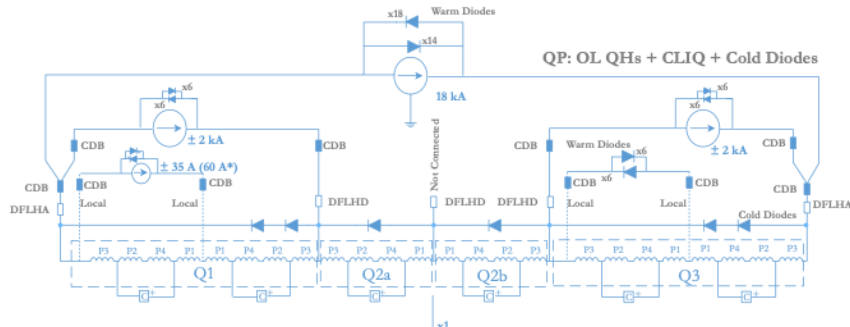 x18 Warm Diodes
x14
QP: OL QHs + CLIQ + Cold Diodes
18 kA
x6
x6
± 2 kA
CDB
CDB
± 35 A (60 A*)
CDB
CDB
CDB
DFLHA
Local
Local
DFLHD
Not Connected
DFLHD
DFLHD
x6
x6
± 2 kA
CDB
CDB
Warm Diodes
x6
x6
CDB
CDB
CDB
Local
Local
DFLHA
Cold Diodes
P3 P2 P4 P1 P1 P4 P2 P3 P3 P2 P4 P1 P1 P4 P2 P3 P3 P2 P4 P1 P1 P4 P2 P3
Q1 Q2a Q2b Q3
C + C + C + C + C + C +
x1